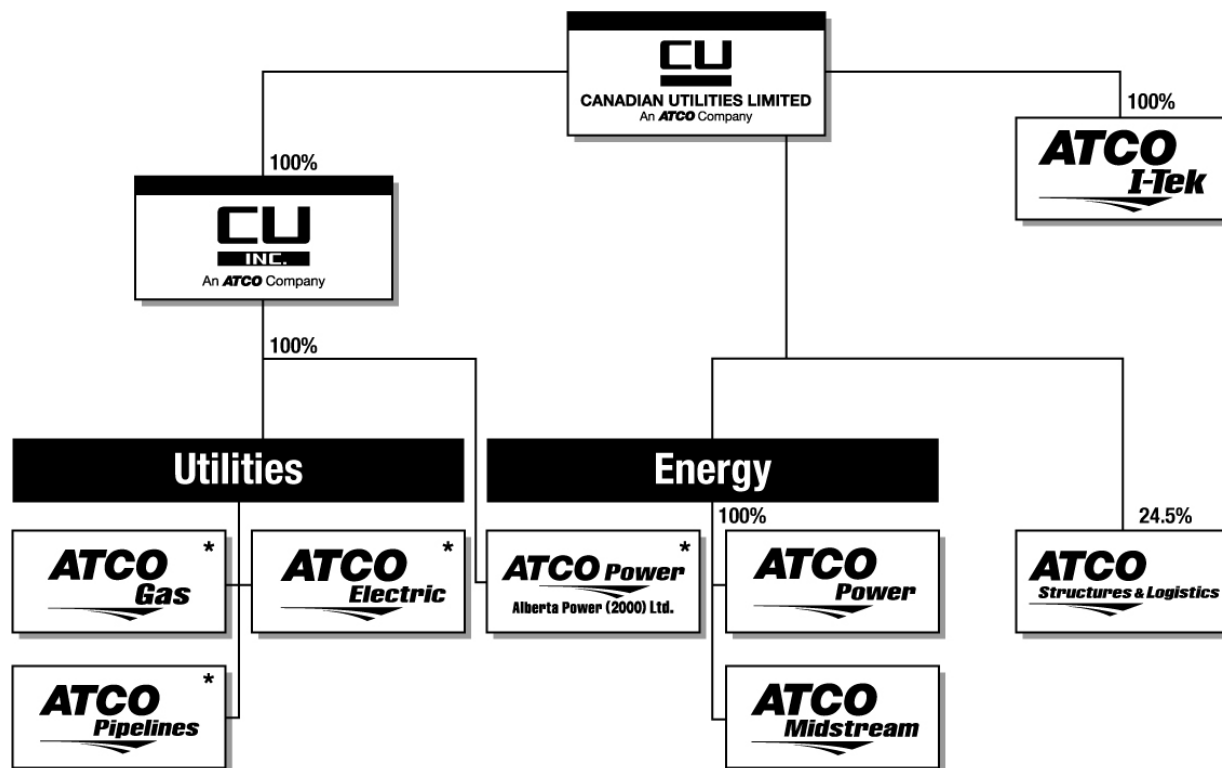 CU
CANADIAN UTILITIES LIMITED
An ATCO Company
100%
ATCO
I-Tek
100%
CU
INC.
An ATCO Company
100%
Utilities
Energy
100%
24.5%
ATCO *
Gas
ATCO *
Electric
ATCO Power *
Alberta Power (2000) Ltd.
ATCO
Power
ATCO
Structures & Logistics
ATCO *
Pipelines
ATCO
Midstream